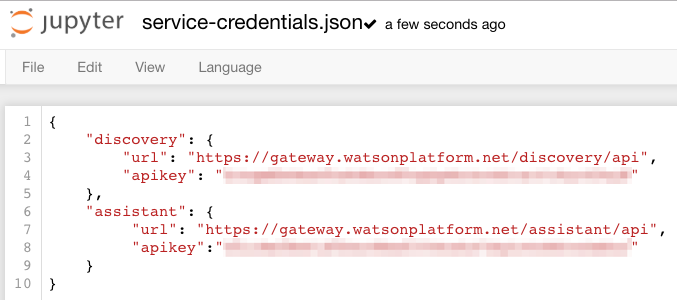 jupyter service-credentials.json a few seconds ago
File Edit View Language
1 {
2     "discovery": {
3         "url": "https://gateway.watsonplatform.net/discovery/api",
4         "apikey": " "
5     },
6     "assistant": {
7          "url": "https://gateway.watsonplatform.net/assistant/api",
8          "apikey":" "
9     }
10 }